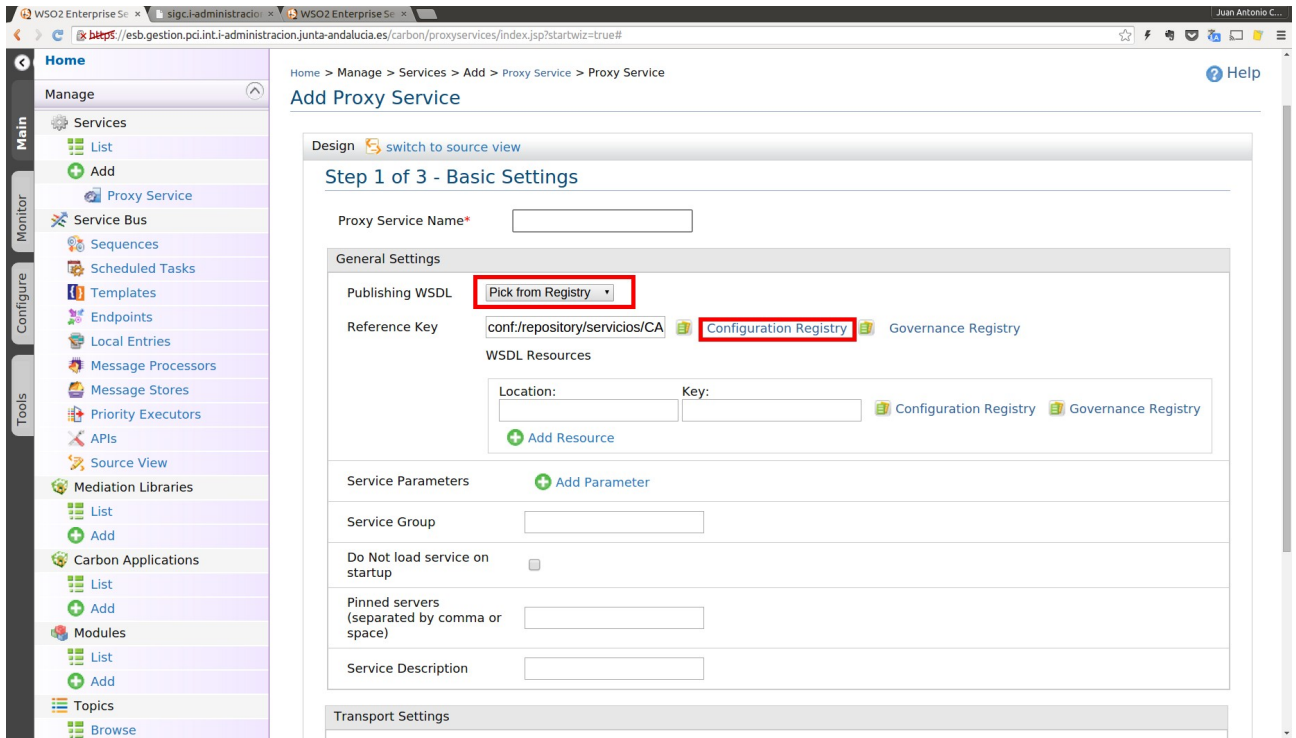 WSO2 Enterprise Se × sigc.i-administracio × WSO2 Enterprise Se × Juan Antonio C...
https://esb.gestion.pci.int.i-administracion.junta-andalucia.es/carbon/proxyservices/index.jsp?startwiz=true#
Main
Monitor
Configure
Tools
Home
Manage
Services
List
Add
Proxy Service
Service Bus
Sequences
Scheduled Tasks
Templates
Endpoints
Local Entries
Message Processors
Message Stores
Priority Executors
APIs
Source View
Mediation Libraries
List
Add
Carbon Applications
List
Add
Modules
List
Add
Topics
Browse
Home > Manage > Services > Add > Proxy Service > Proxy Service
Help
Add Proxy Service
Design switch to source view
Step 1 of 3 - Basic Settings
Proxy Service Name*
General Settings
Publishing WSDL Pick from Registry
Reference Key conf:/repository/servicios/CA Configuration Registry Governance Registry
WSDL Resources
Location: Key:
Configuration Registry Governance Registry
Add Resource
Service Parameters Add Parameter
Service Group
Do Not load service on
startup
Pinned servers
(separated by comma or
space)
Service Description
Transport Settings